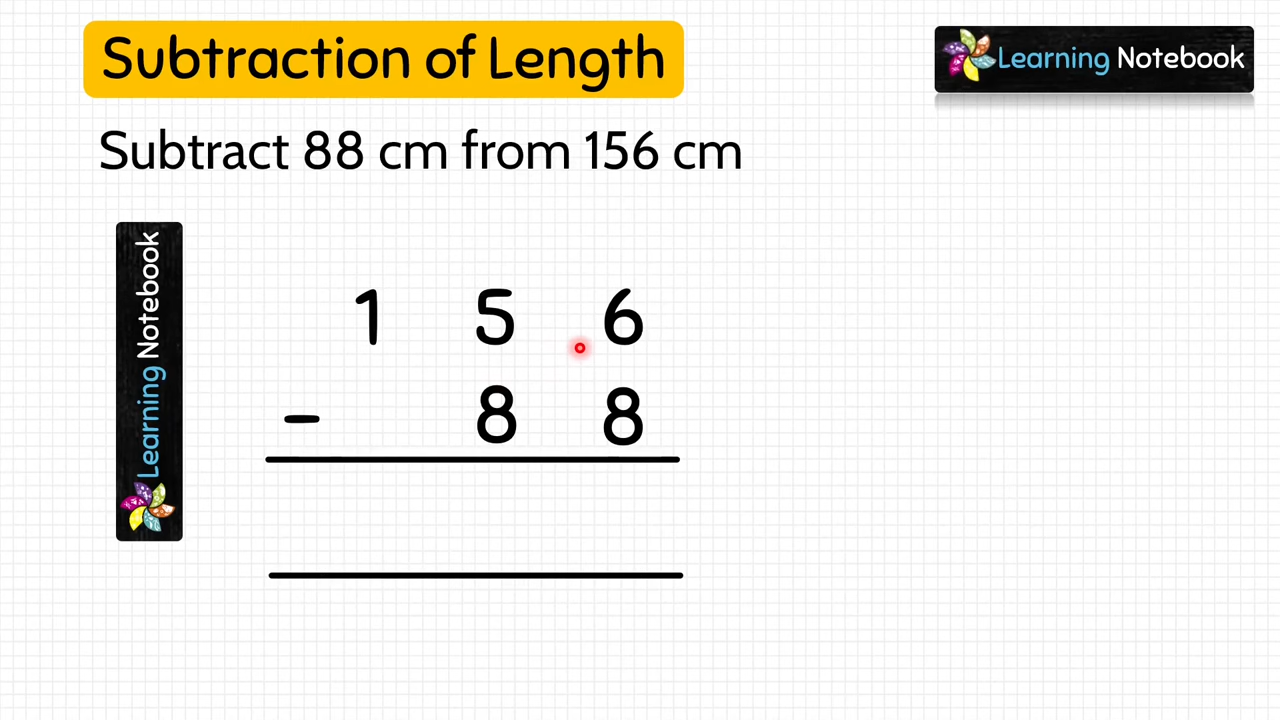 Subtraction of Length
Learning Notebook
Subtract 88 cm from 156 cm
Learning Notebook
1 5 6
- 8 8